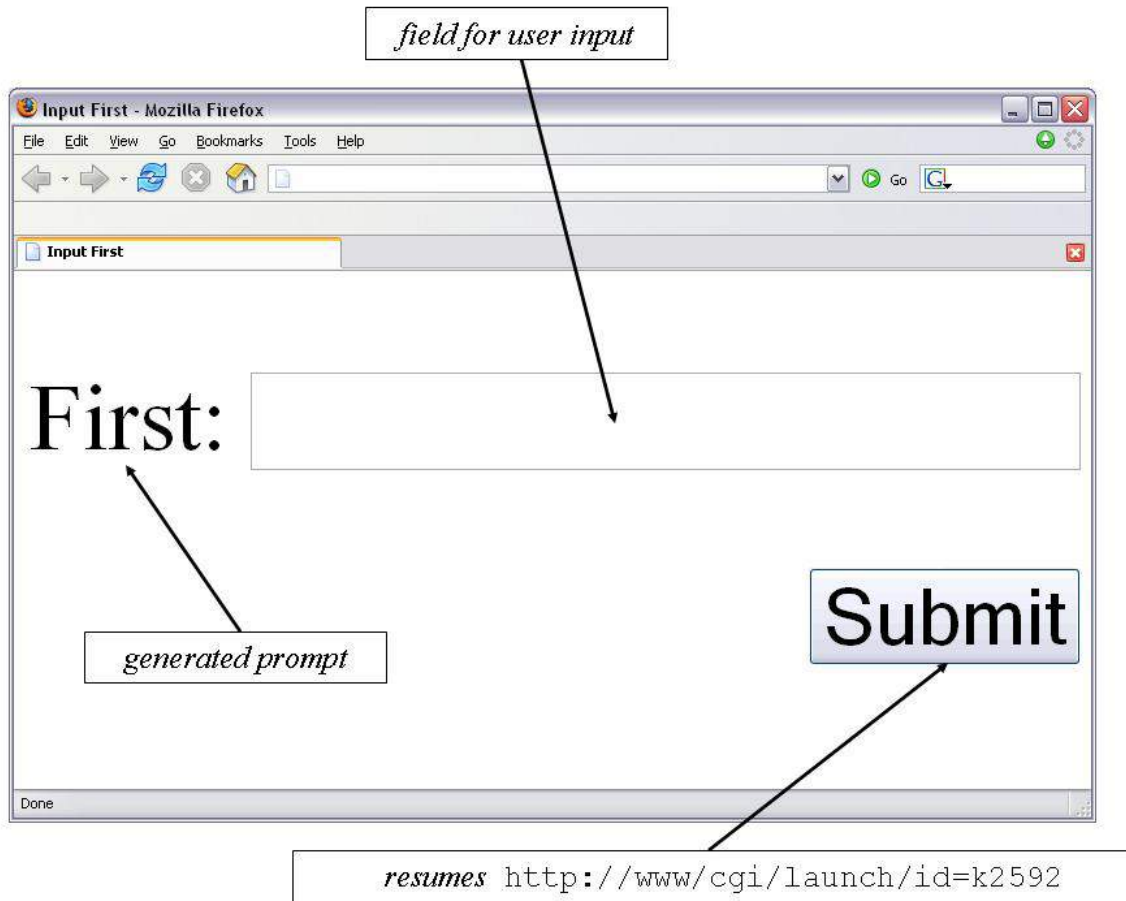 field for user input
Input First - Mozilla Firefox
File Edit View Go Bookmarks Tools Help
Go G
Input First
First:
Submit
generated prompt
Done
resumes http://www/cgi/launch/id=k2592